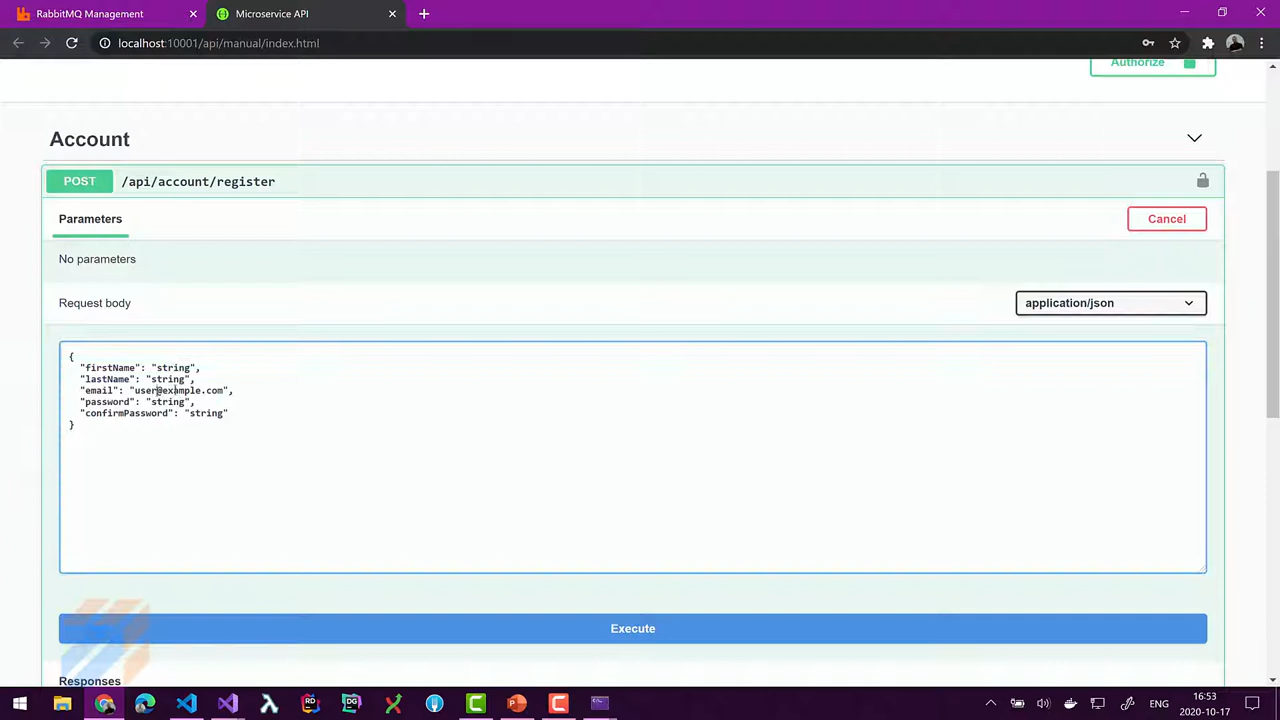 RabbitMQ Management
Microservice API
localhost:10001/api/manual/index.html
Authorize
Account
POST /api/account/register
Parameters
Cancel
No parameters
Request body
application/json
{
"firstName": "string",
"lastName": "string",
"email": "user@example.com",
"password": "string",
"confirmPassword": "string"
}
Execute
Responses
RD
DG
C
P
C
ENG
16:53
2020-10-17